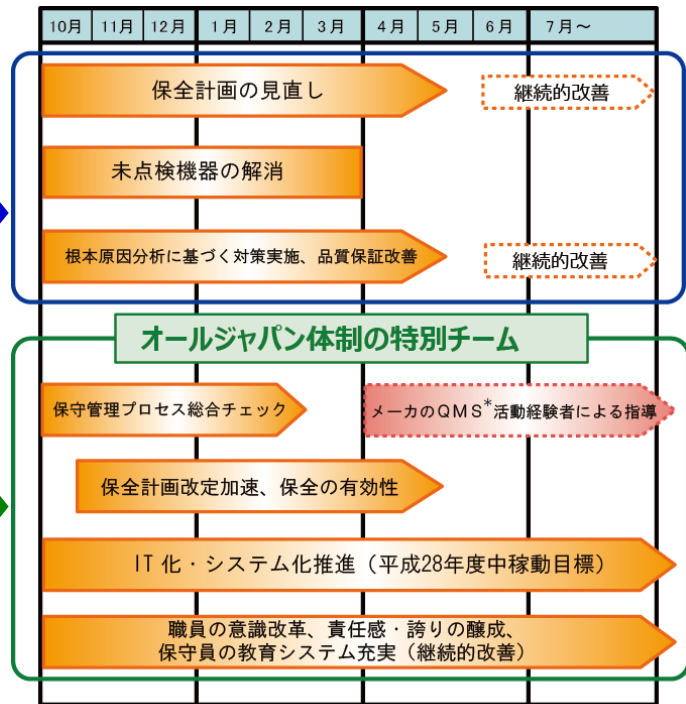 10月 11月 12月 1月 2月 3月 4月 5月 6月 7月～
保全計画の見直し
継続的改善
未点検機器の解消
根本原因分析に基づく対策実施、品質保証改善
継続的改善
オールジャパン体制の特別チーム
保守管理プロセス総合チェック
メーカのQMS*活動経験者による指導
保全計画改定加速、保全の有効性
IT化・システム化推進（平成28年度中稼動目標）
職員の意識改革、責任感・誇りの醸成、
保守員の教育システム充実（継続的改善）